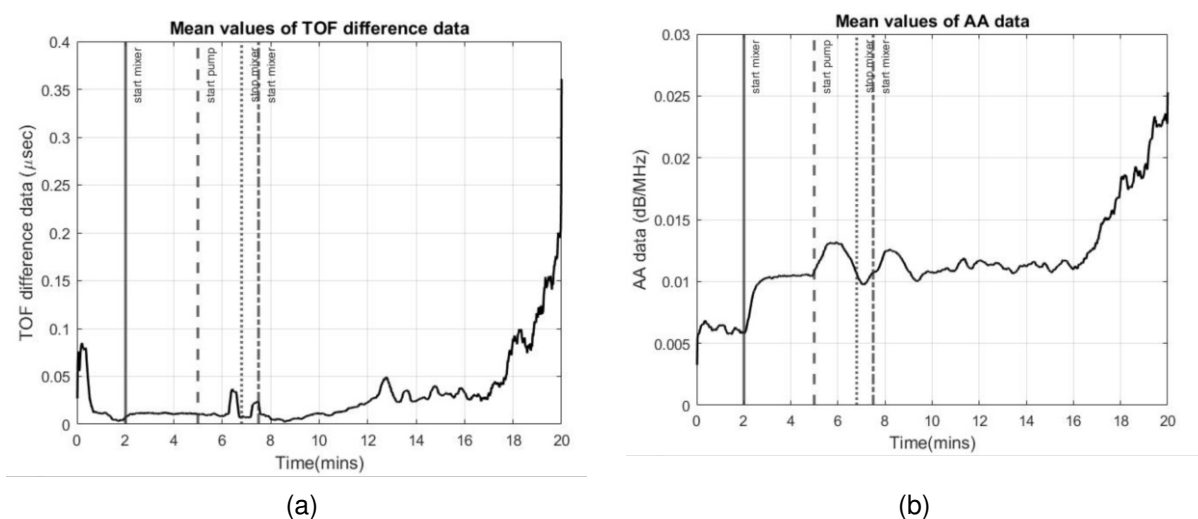 Mean values of TOF difference data
TOF difference data (μsec)
0.4
0.35
0.3
0.25
0.2
0.15
0.1
0.05
0
start mixer
start pump
stop mixer
start mixer
0 2 4 6 8 10 12 14 16 18 20
Time(mins)
(a)
Mean values of AA data
AA data (dB/MHz)
0.03
0.025
0.02
0.015
0.01
0.005
0
start mixer
start pump
stop mixer
start mixer
0 2 4 6 8 10 12 14 16 18 20
Time(mins)
(b)